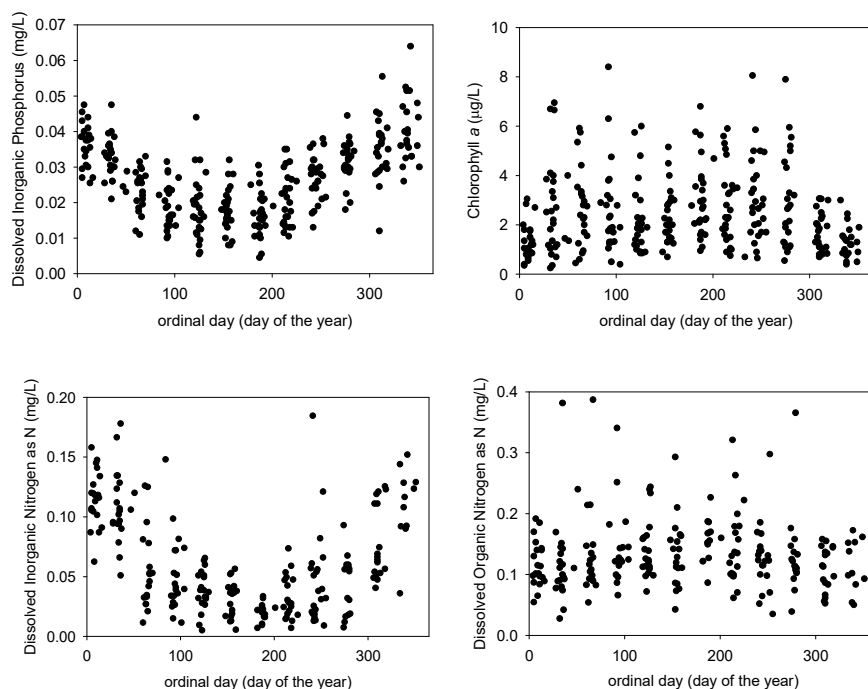 Dissolved Inorganic Phosphorus (mg/L)
0.07
0.06
0.05
0.04
0.03
0.02
0.01
0.00
0 100 200 300
ordinal day (day of the year)
Chlorophyll a (µg/L)
10
8
6
4
2
0
0 100 200 300
ordinal day (day of the year)
Dissolved Inorganic Nitrogen as N (mg/L)
0.20
0.15
0.10
0.05
0.00
0 100 200 300
ordinal day (day of the year)
Dissolved Organic Nitrogen as N (mg/L)
0.4
0.3
0.2
0.1
0.0
0 100 200 300
ordinal day (day of the year)